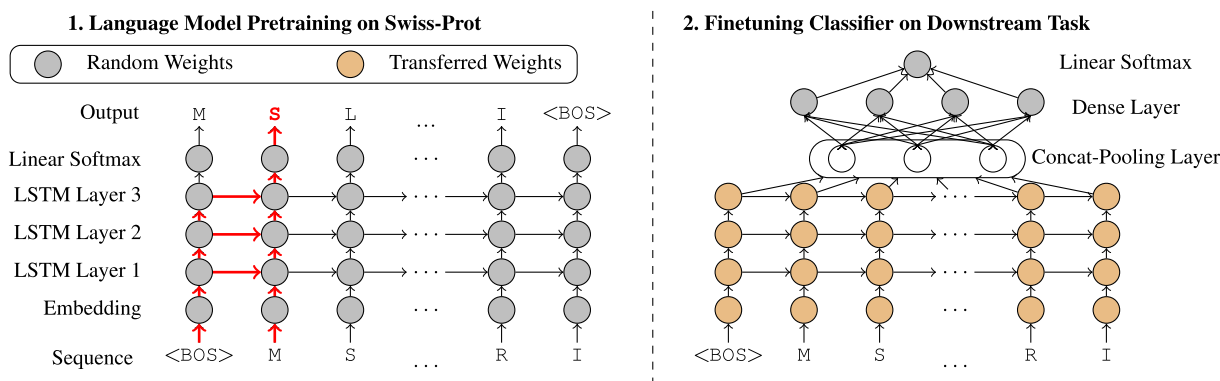 1. Language Model Pretraining on Swiss-Prot
Random Weights Transferred Weights
Output M S L ... I <BOS>
Linear Softmax ...
LSTM Layer 3 ...
LSTM Layer 2 ...
LSTM Layer 1 ...
Embedding ...
Sequence <BOS> M S ... R I
2. Finetuning Classifier on Downstream Task
Linear Softmax
Dense Layer
Concat-Pooling Layer
...
...
...
...
<BOS> M S ... R I